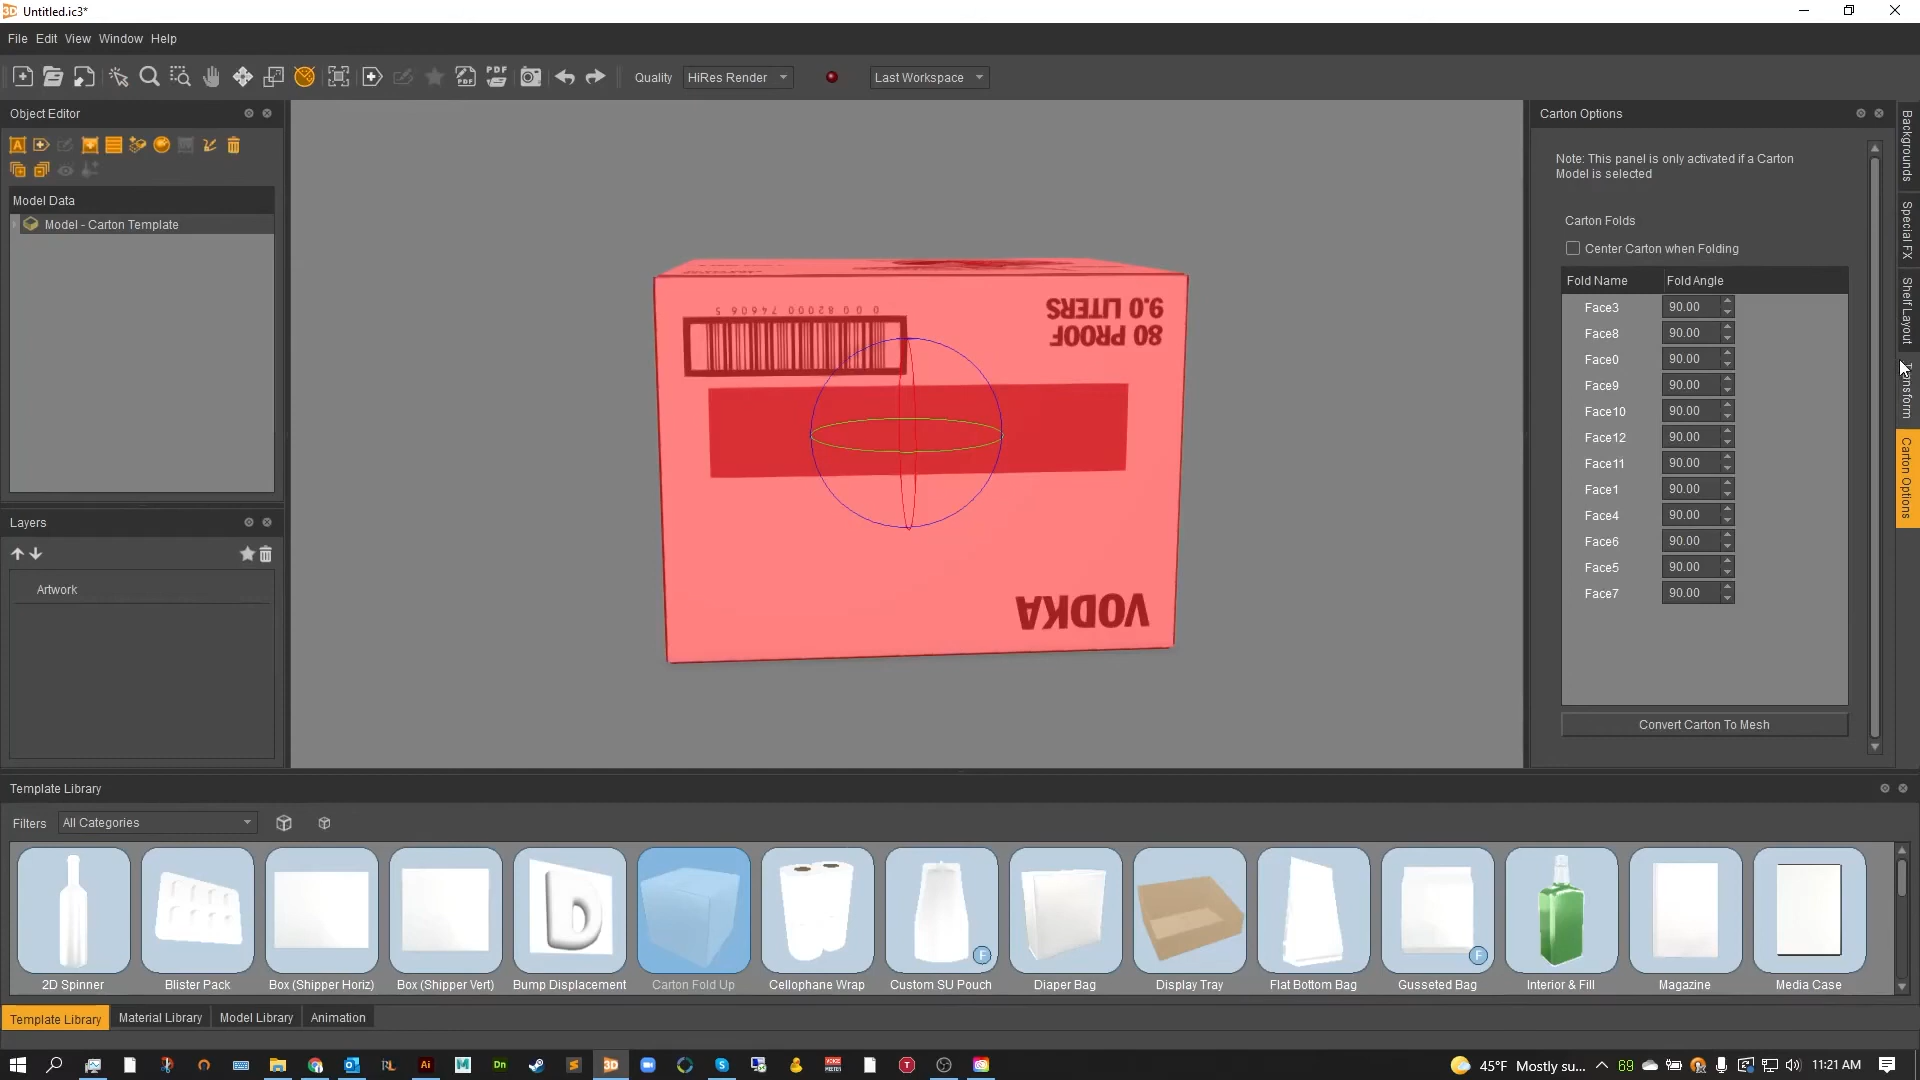 Untitled.ic3*
File Edit View Window Help
Quality HiRes Render Last Workspace
Object Editor
Model Data
Model - Carton Template
Layers
Artwork
0 00 82000 74606 5
9.0 LITERS
80 PROOF
VODKA
Carton Options
Note: This panel is only activated if a Carton
Model is selected
Carton Folds
Center Carton when Folding
Fold Name Fold Angle
Face3 90.00
Face8 90.00
Face0 90.00
Face9 90.00
Face10 90.00
Face12 90.00
Face11 90.00
Face1 90.00
Face4 90.00
Face6 90.00
Face5 90.00
Face7 90.00
Convert Carton To Mesh
Backgrounds
Special FX
Shelf Layout
Transform
Carton Options
Template Library
Filters All Categories
2D Spinner
Blister Pack
Box (Shipper Horiz)
Box (Shipper Vert)
Bump Displacement
Carton Fold Up
Cellophane Wrap
Custom SU Pouch
Diaper Bag
Display Tray
Flat Bottom Bag
Gusseted Bag
Interior & Fill
Magazine
Media Case
Template Library Material Library Model Library Animation
45°F Mostly su... 69 11:21 AM